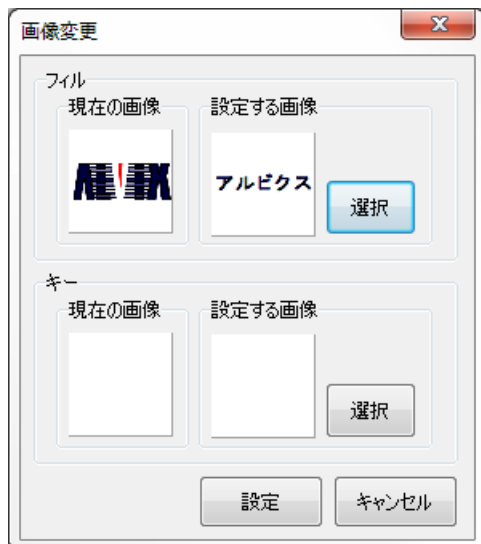 画像変更
フィル
現在の画像
設定する画像
アルビクス
選択
キー
現在の画像
設定する画像
選択
設定
キャンセル